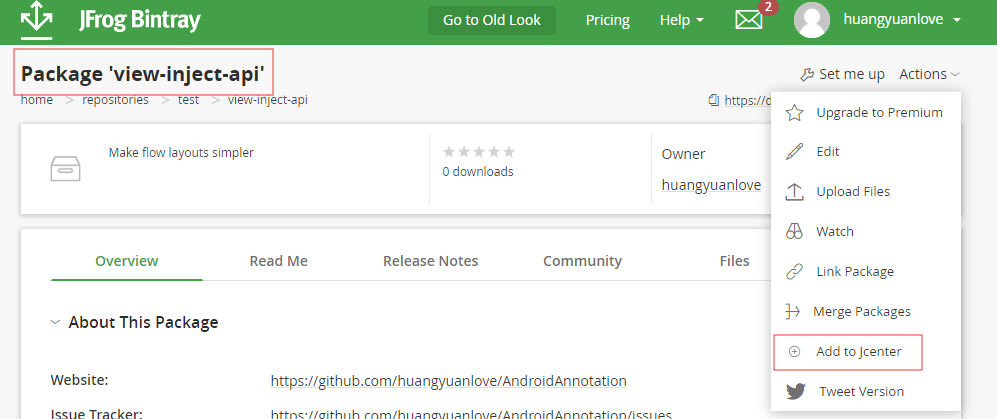 JFrog Bintray
Go to Old Look
Pricing
Help
2
huangyuanlove
Package 'view-inject-api'
Set me up
Actions
home > repositories > test > view-inject-api
https://d
Upgrade to Premium
Edit
Upload Files
Watch
Link Package
Merge Packages
Add to Jcenter
Tweet Version
Make flow layouts simpler
0 downloads
Owner
huangyuanlove
Overview
Read Me
Release Notes
Community
Files
About This Package
Website:
https://github.com/huangyuanlove/AndroidAnnotation
Issue Tracker:
https://github.com/huangyuanlove/AndroidAnnotation/issues